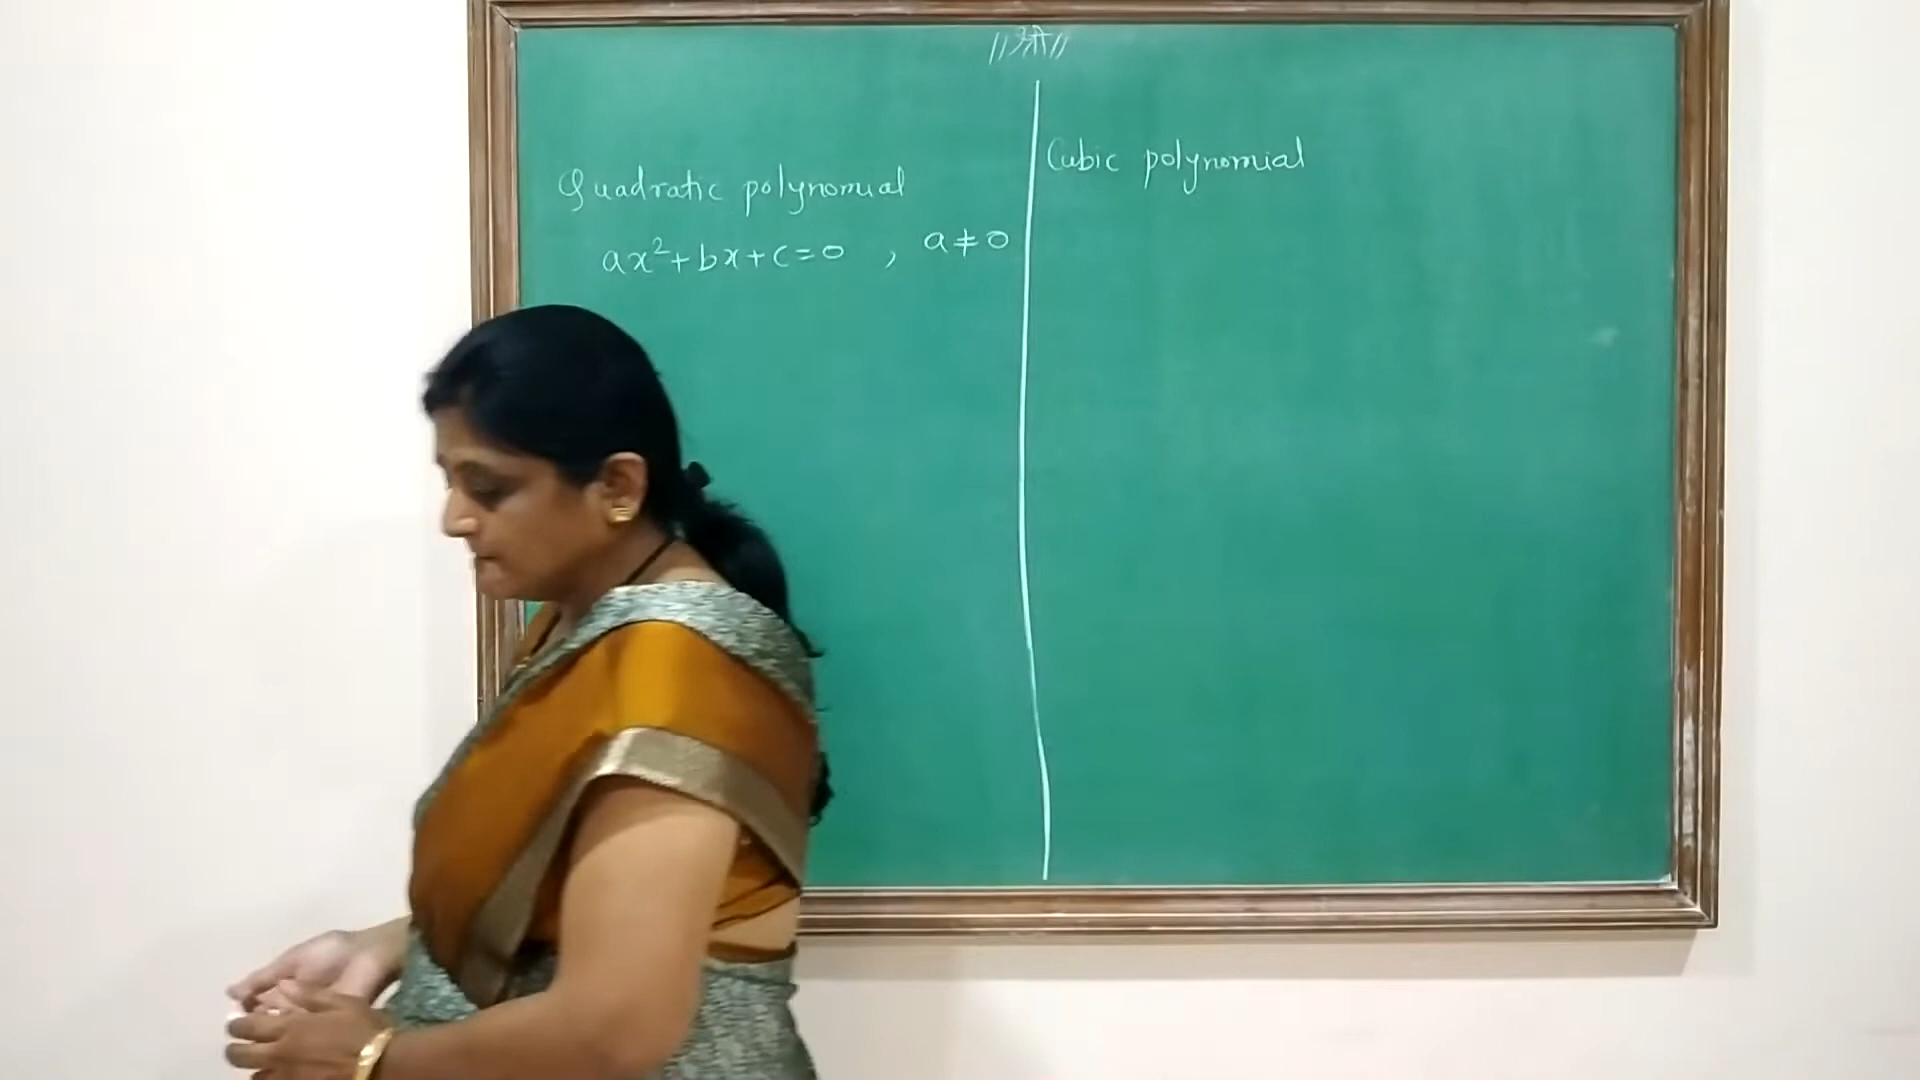 //श्री//
Quadratic polynomial
ax²+bx+c=0 , a≠0
Cubic polynomial